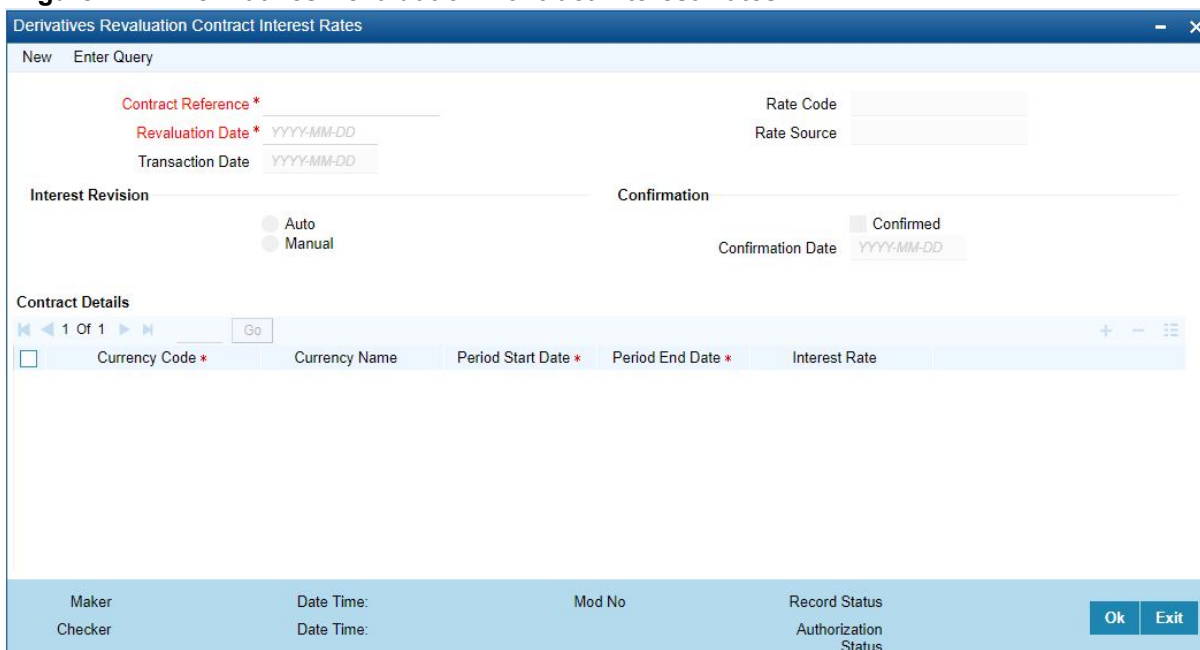 Derivatives Revaluation Contract Interest Rates
New Enter Query
Contract Reference *
Rate Code
Revaluation Date * YYYY-MM-DD
Rate Source
Transaction Date YYYY-MM-DD
Interest Revision
Confirmation
Auto
Confirmed
Manual
Confirmation Date YYYY-MM-DD
Contract Details
1 Of 1 Go
Currency Code * Currency Name Period Start Date * Period End Date * Interest Rate
Maker Date Time: Mod No Record Status
Checker Date Time: Authorization Status
Ok Exit